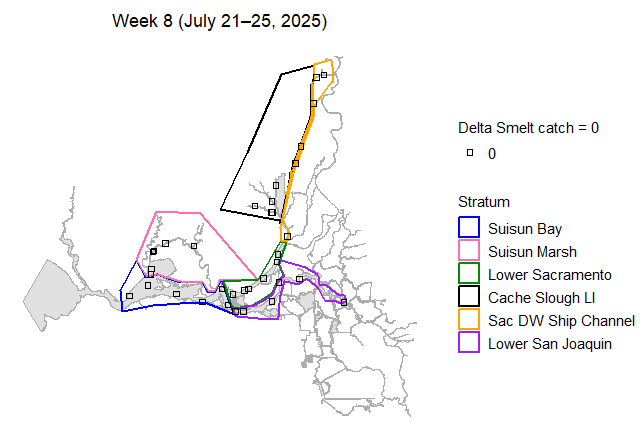 Week 8 (July 21–25, 2025)
Delta Smelt catch = 0
0
Stratum
Suisun Bay
Suisun Marsh
Lower Sacramento
Cache Slough LI
Sac DW Ship Channel
Lower San Joaquin